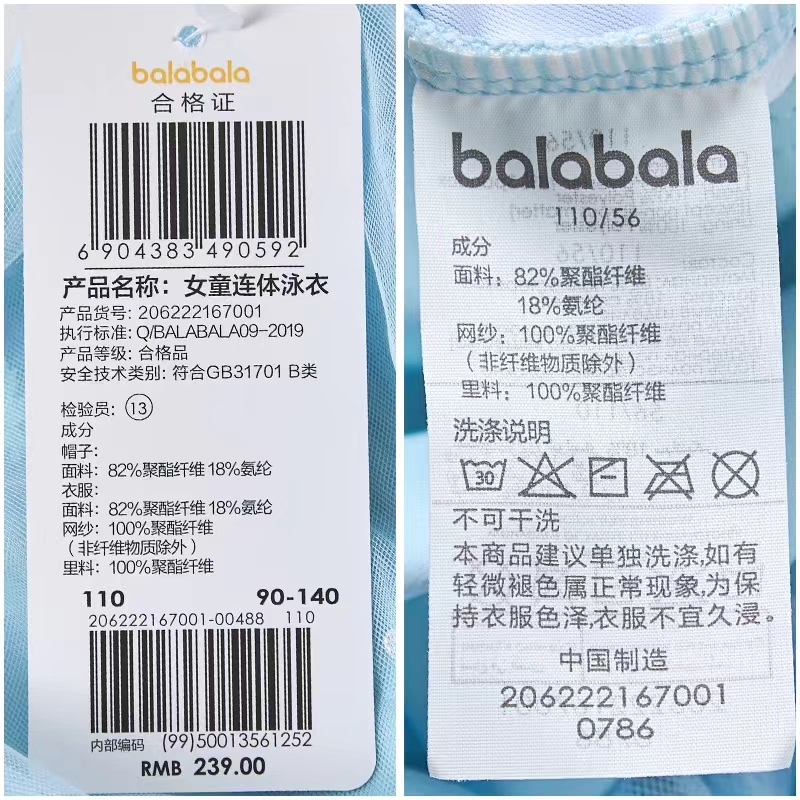 balabala
合格证
6 904383 490592
产品名称：女童连体泳衣
产品货号：206222167001
执行标准：Q/BALABALA09-2019
产品等级：合格品
安全技术类别：符合GB31701 B类
检验员：13
成分
帽子：
面料：82%聚酯纤维 18%氨纶
衣服：
面料：82%聚酯纤维 18%氨纶
网纱：100%聚酯纤维
（非纤维物质除外）
里料：100%聚酯纤维
110 90-140
206222167001-00488 110
内部编码 (99)50013561252
RMB 239.00
balabala
110/56
成分
面料：82%聚酯纤维
18%氨纶
网纱：100%聚酯纤维
（非纤维物质除外）
里料：100%聚酯纤维
洗涤说明
30
不可干洗
本商品建议单独洗涤,如有
轻微褪色属正常现象,为保
持衣服色泽,衣服不宜久浸。
中国制造
206222167001
0786